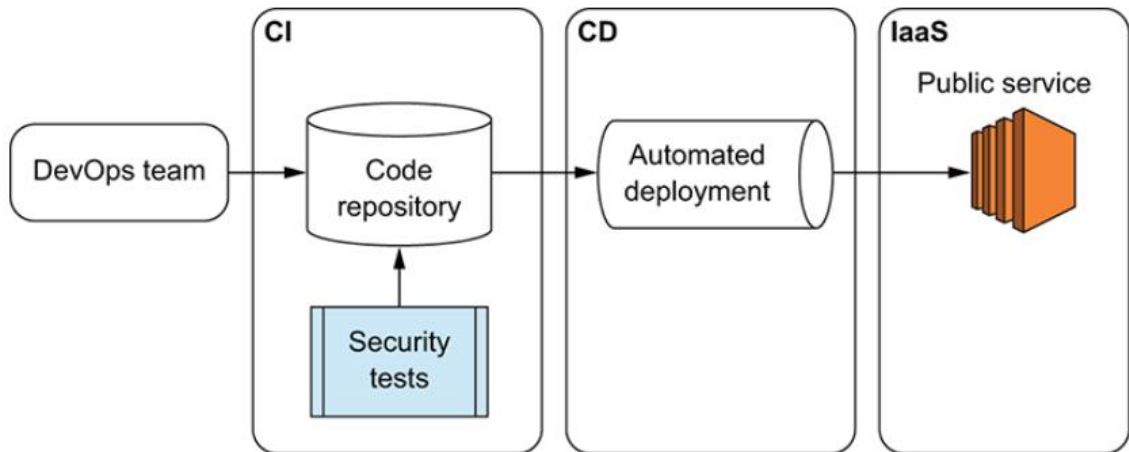 CI
CD
IaaS
Public service
DevOps team
Code
repository
Automated
deployment
Security
tests